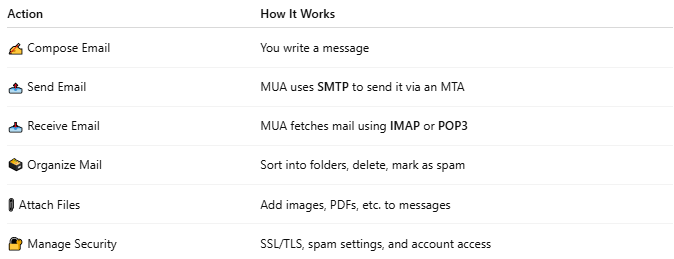 Action How It Works
Compose Email You write a message
Send Email MUA uses SMTP to send it via an MTA
Receive Email MUA fetches mail using IMAP or POP3
Organize Mail Sort into folders, delete, mark as spam
Attach Files Add images, PDFs, etc. to messages
Manage Security SSL/TLS, spam settings, and account access